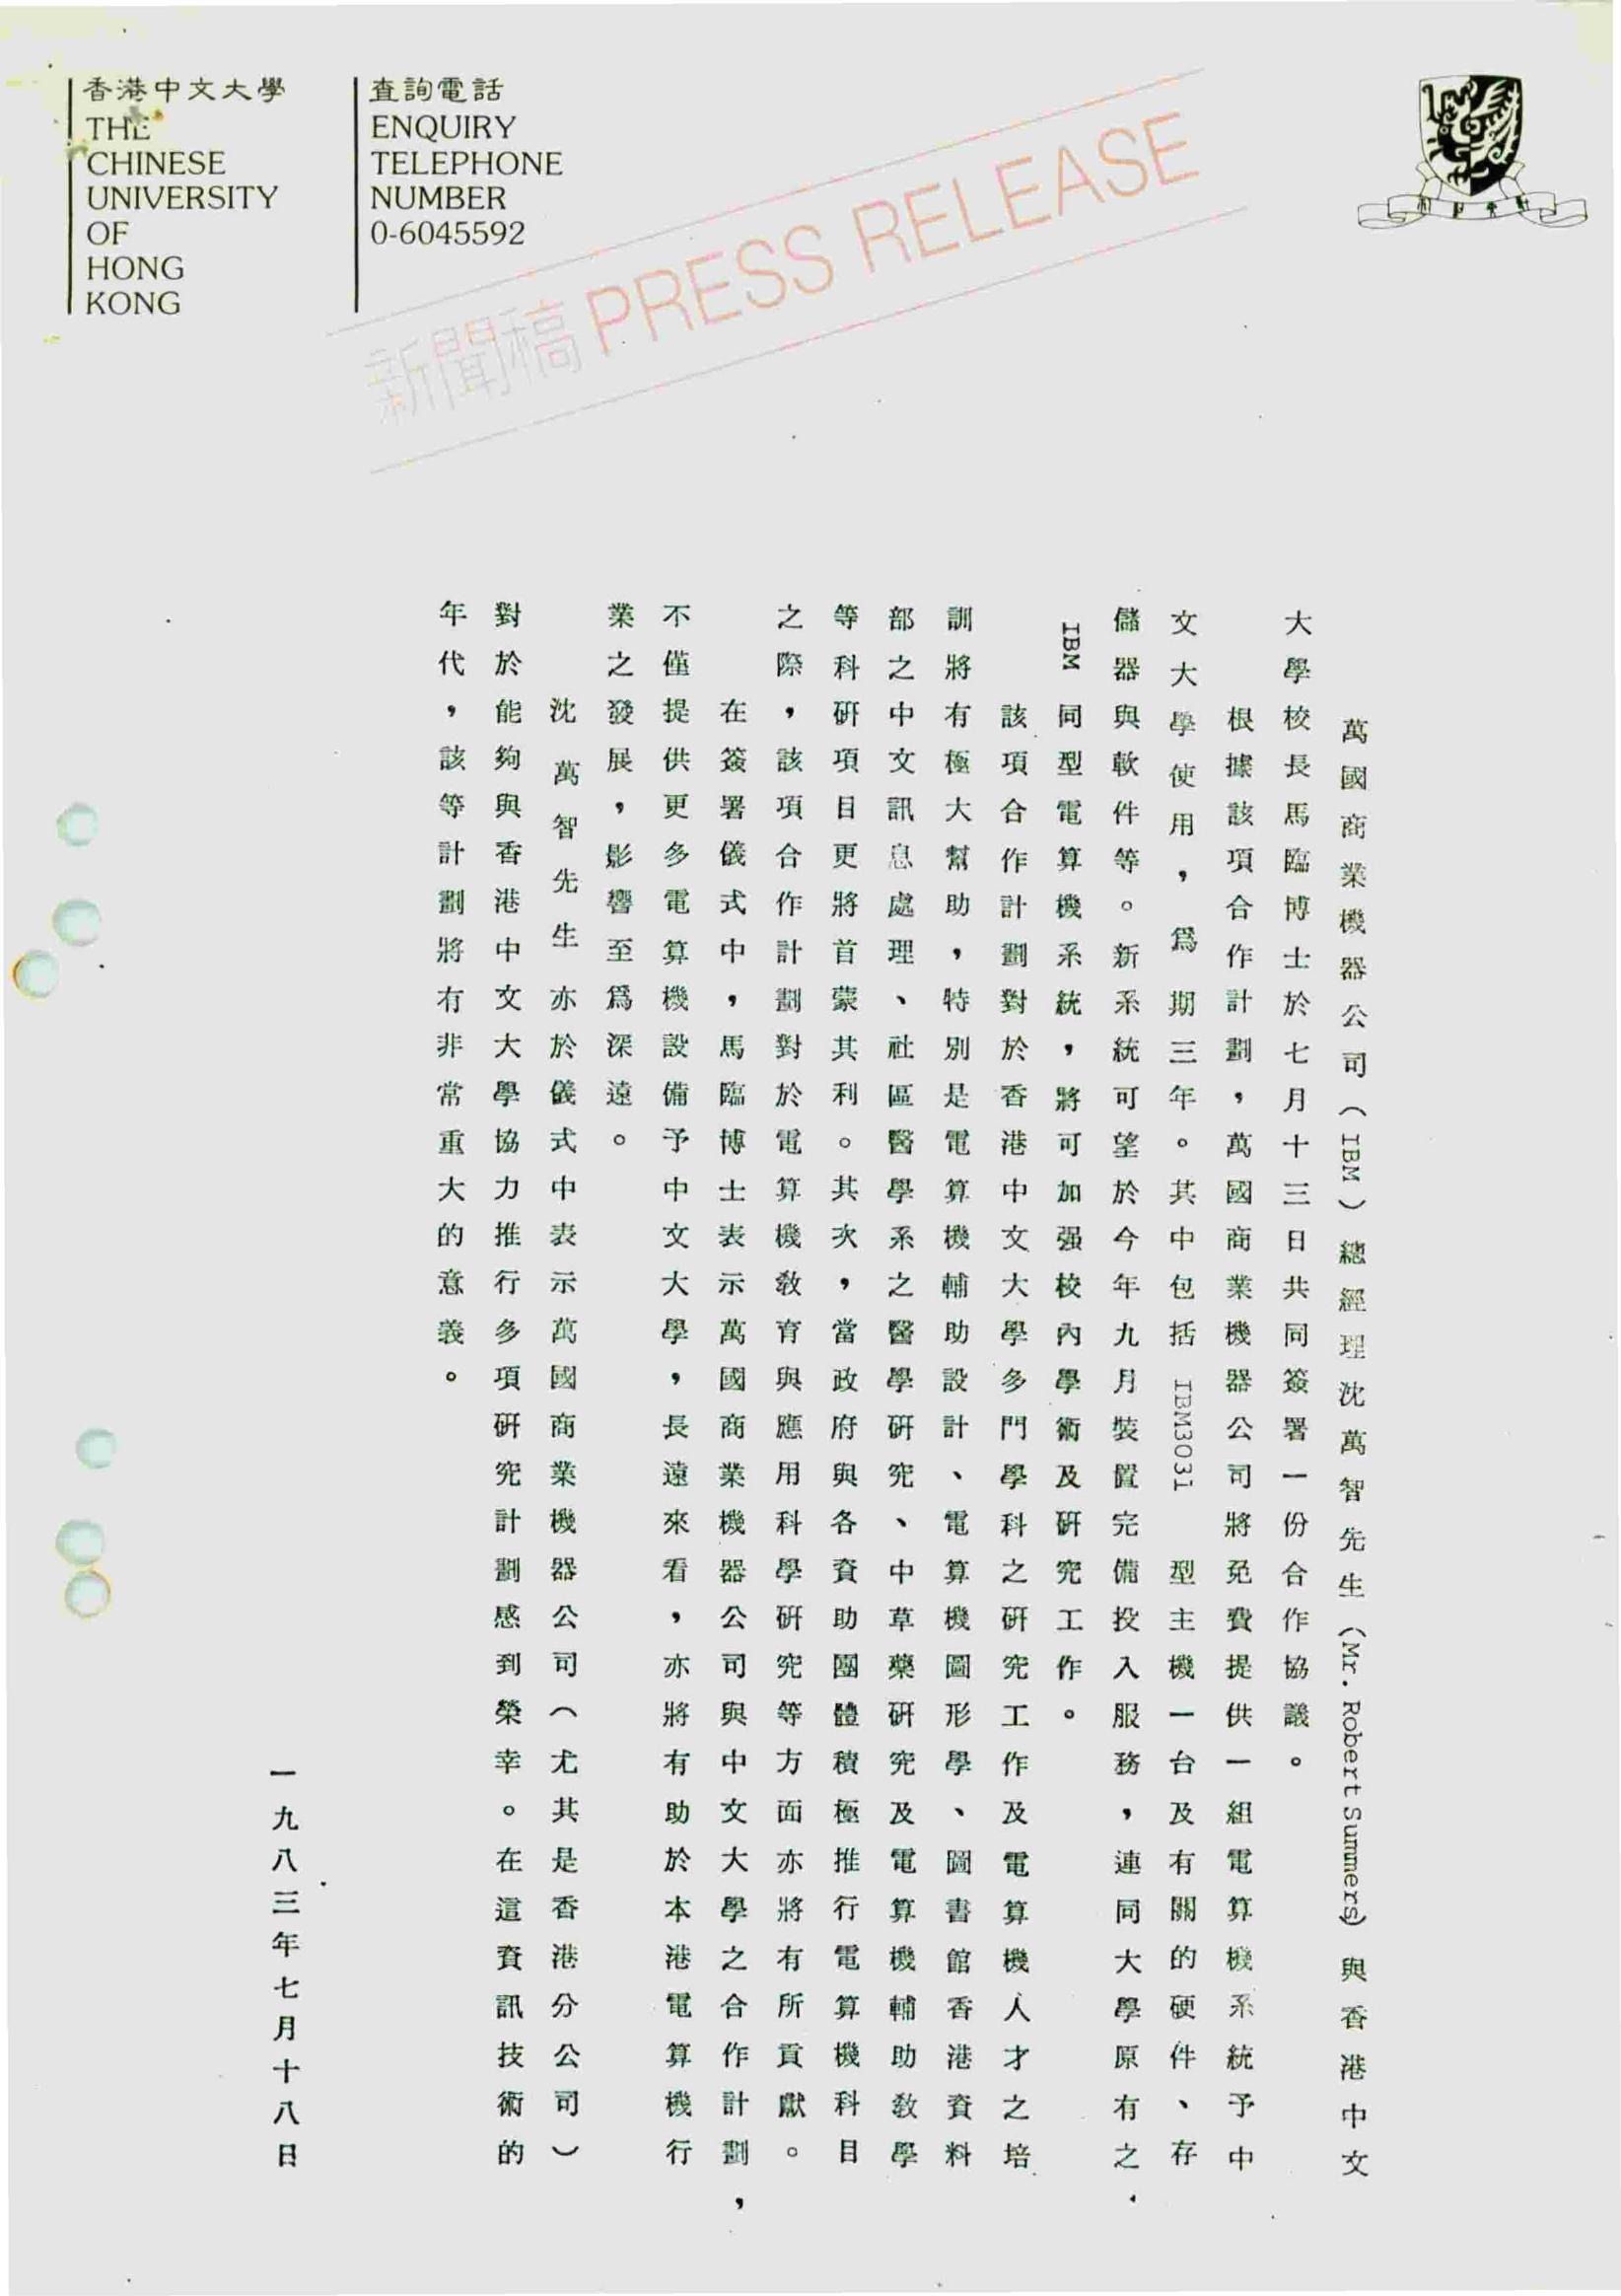 香港中文大學
THE
CHINESE
UNIVERSITY
OF
HONG
KONG
查詢電話
ENQUIRY
TELEPHONE
NUMBER
0-6045592
新聞稿 PRESS RELEASE
萬國商業機器公司（IBM）總經理沈萬智先生（Mr. Robert Summers）與香港中文
大學校長馬臨博士於七月十三日共同簽署一份合作協議。
根據該項合作計劃，萬國商業機器公司將免費提供一組電算機系統予中
文大學使用，爲期三年。其中包括 IBM3031 型主機一台及有關的硬件、存
儲器與軟件等。新系統可望於今年九月裝置完備投入服務，連同大學原有之
IBM 同型電算機系統，將可加强校內學術及研究工作。
該項合作計劃對於香港中文大學多門學科之研究工作及電算機人才之培
訓將有極大幫助，特別是電算機輔助設計、電算機圖形學、圖書館香港資料
部之中文訊息處理、社區醫學系之醫學研究、中草藥研究及電算機輔助教學
等科研項目更將首蒙其利。其次，當政府與各資助團體積極推行電算機科目
之際，該項合作計劃對於電算機教育與應用科學研究等方面亦將有所貢獻。
在簽署儀式中，馬臨博士表示萬國商業機器公司與中文大學之合作計劃，
不僅提供更多電算機設備予中文大學，長遠來看，亦將有助於本港電算機行
業之發展，影響至爲深遠。
沈萬智先生亦於儀式中表示萬國商業機器公司（尤其是香港分公司）
對於能夠與香港中文大學協力推行多項研究計劃感到榮幸。在這資訊技術的
年代，該等計劃將有非常重大的意義。
一九八三年七月十八日